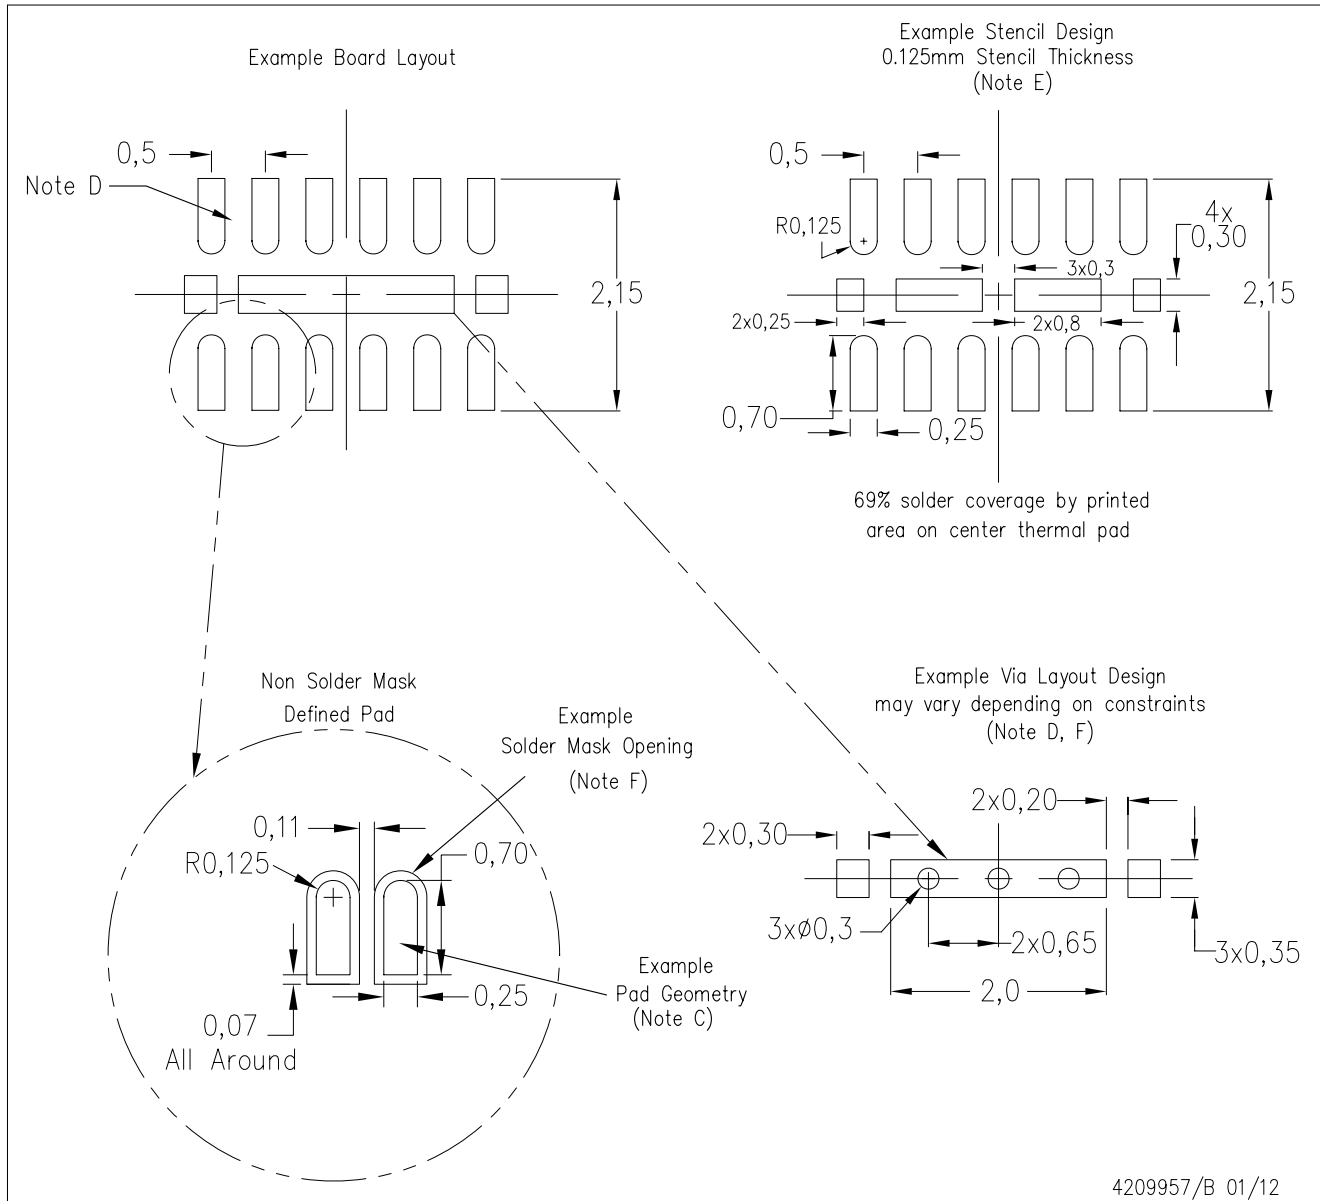 Example Board Layout
0,5
Note D
2,15
Example Stencil Design
0.125mm Stencil Thickness
(Note E)
0,5
R0,125
4x
0,30
3x0,3
2,15
2x0,25
2x0,8
0,70
0,25
69% solder coverage by printed
area on center thermal pad
Non Solder Mask
Defined Pad
Example
Solder Mask Opening
(Note F)
0,11
R0,125
0,70
0,25
Example
Pad Geometry
(Note C)
0,07
All Around
Example Via Layout Design
may vary depending on constraints
(Note D, F)
2x0,20
2x0,30
3xø0,3
2x0,65
3x0,35
2,0
4209957/B 01/12